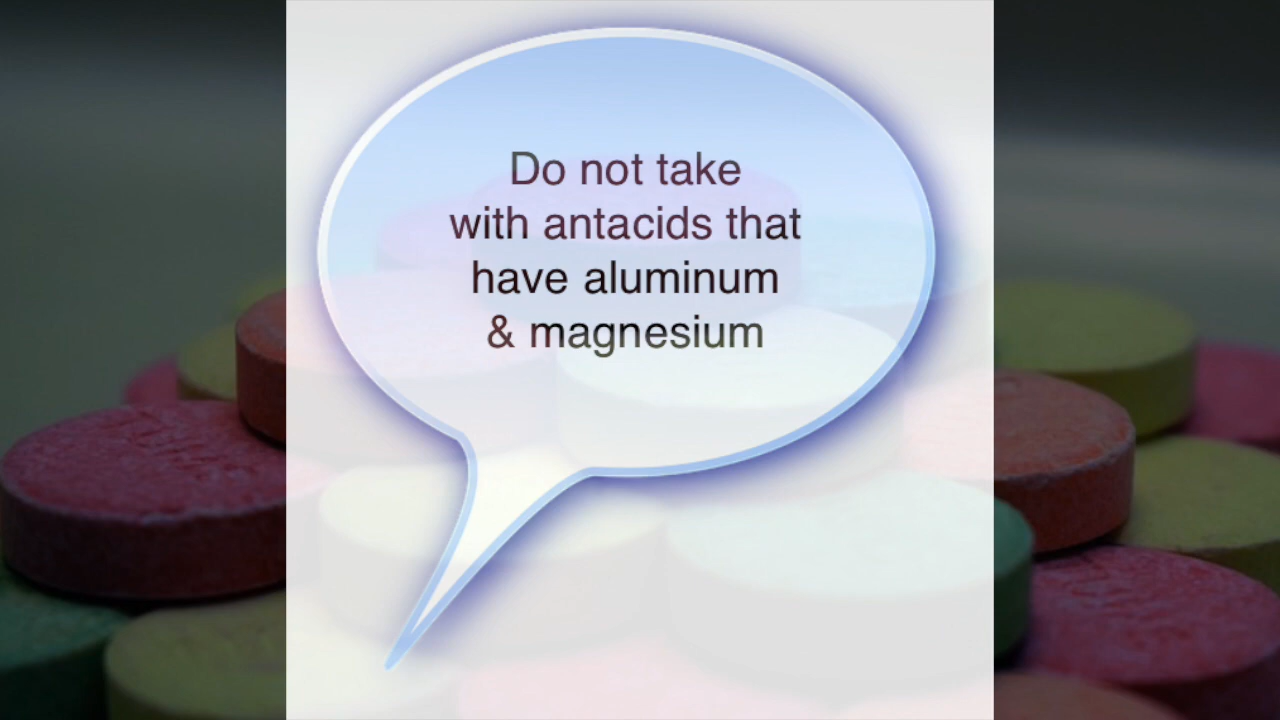 Do not take
with antacids that
have aluminum
& magnesium